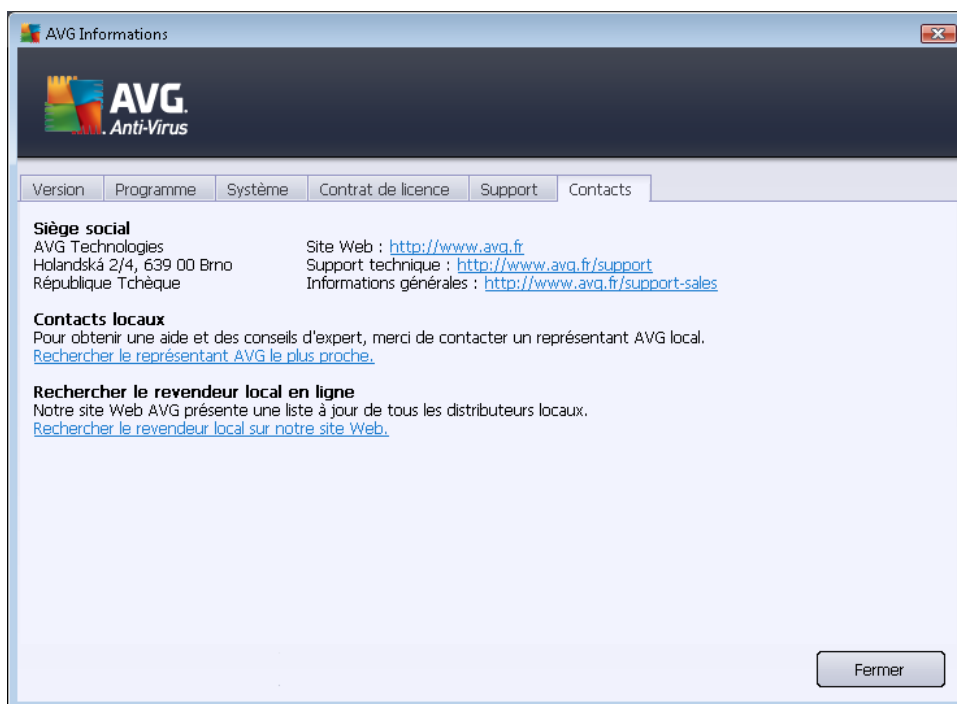 AVG Informations
AVG.
Anti-Virus
Version Programme Système Contrat de licence Support Contacts
Siège social
AVG Technologies
Holandská 2/4, 639 00 Brno
République Tchèque
Site Web : http://www.avg.fr
Support technique : http://www.avg.fr/support
Informations générales : http://www.avg.fr/support-sales
Contacts locaux
Pour obtenir une aide et des conseils d'expert, merci de contacter un représentant AVG local.
Rechercher le représentant AVG le plus proche.
Rechercher le revendeur local en ligne
Notre site Web AVG présente une liste à jour de tous les distributeurs locaux.
Rechercher le revendeur local sur notre site Web.
Fermer